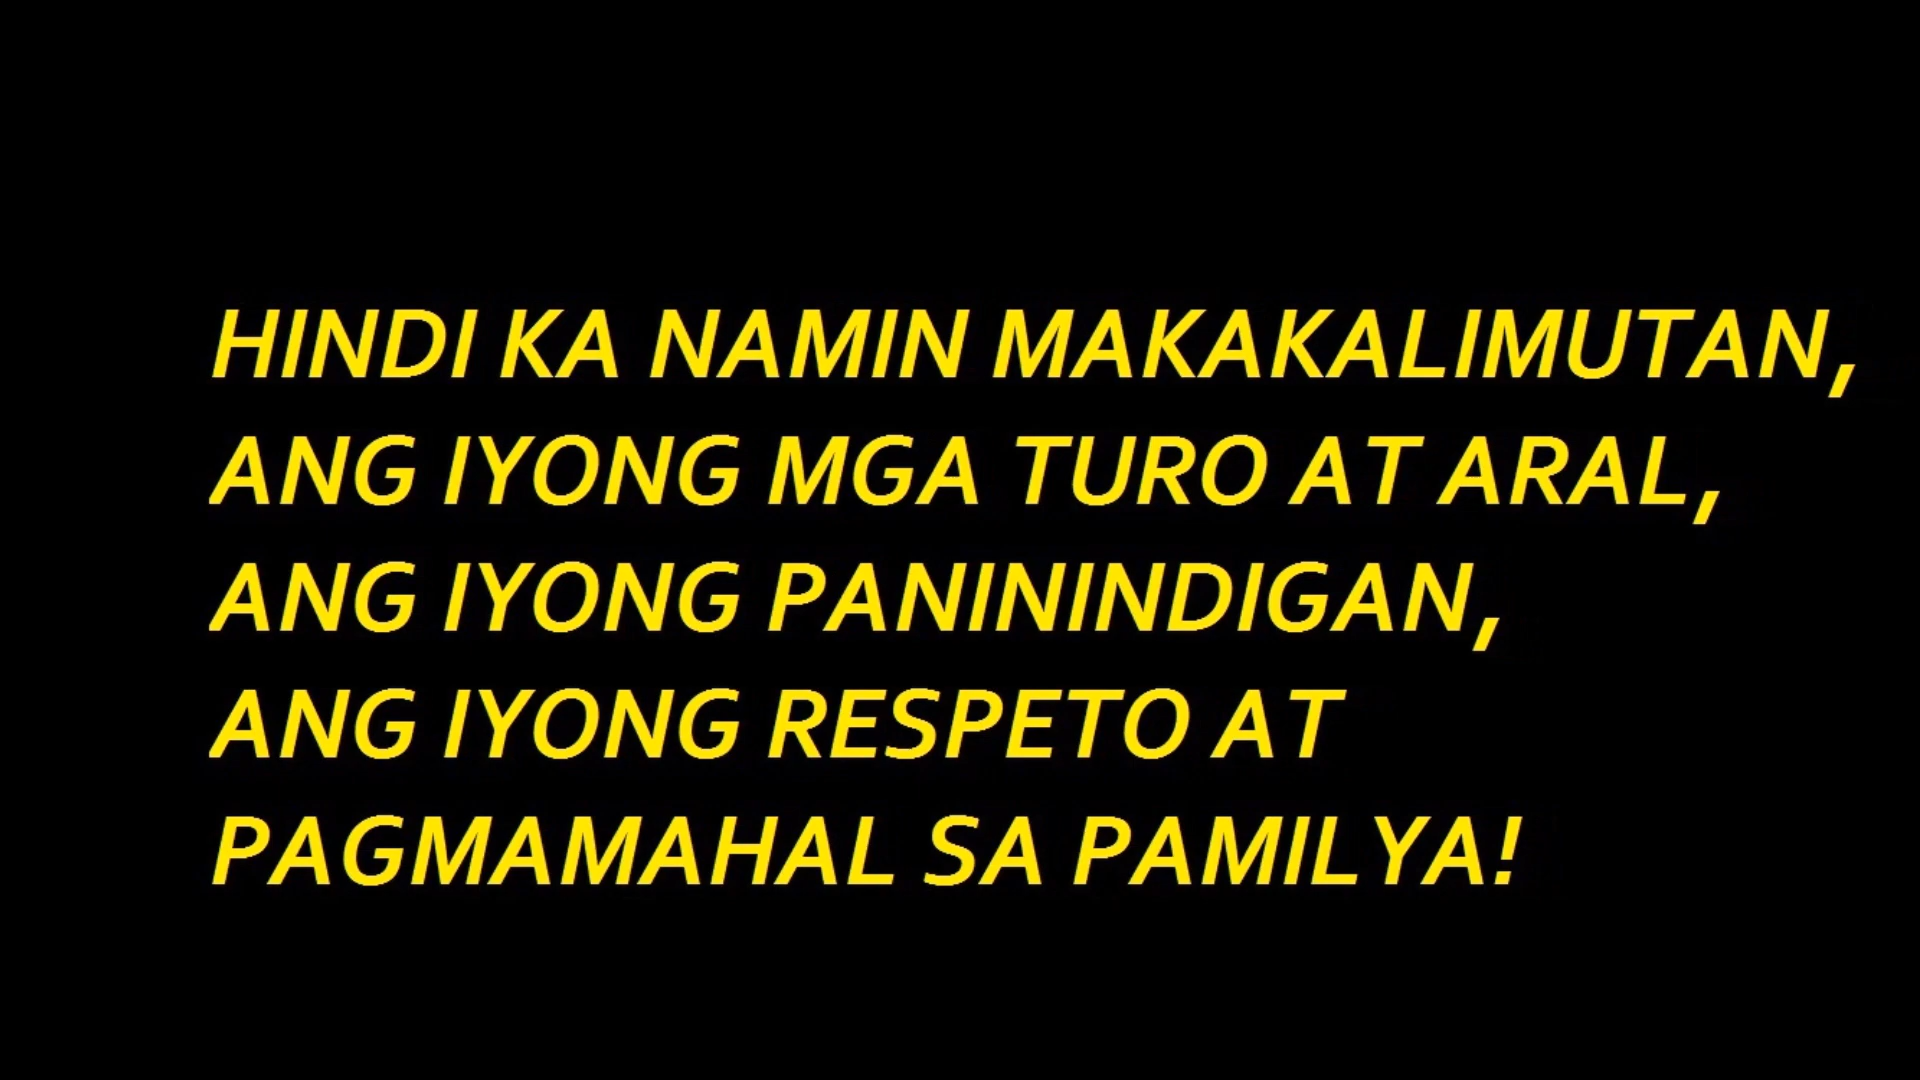 HINDI KA NAMIN MAKAKALIMUTAN,
ANG IYONG MGA TURO AT ARAL,
ANG IYONG PANININDIGAN,
ANG IYONG RESPETO AT
PAGMAMAHAL SA PAMILYA!